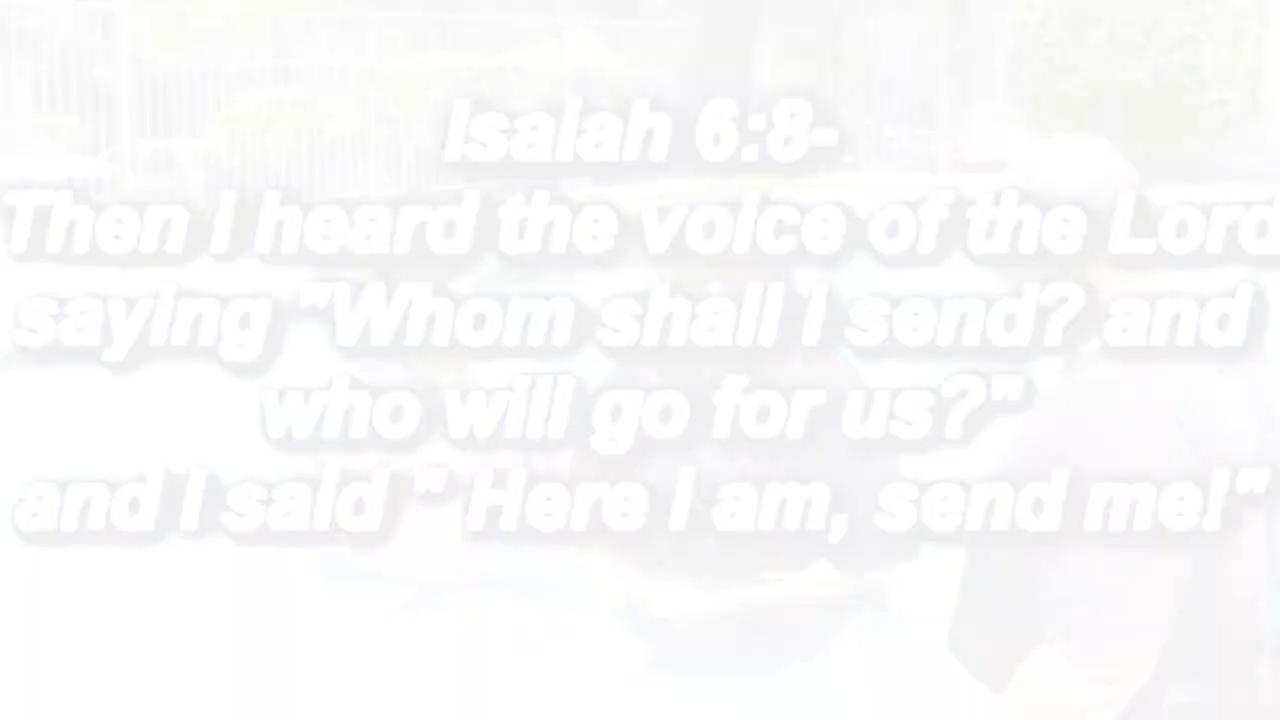 Isaiah 6:8-
Then I heard the voice of the Lord
saying "Whom shall I send? and
who will go for us?"
and I said " Here I am, send me!"